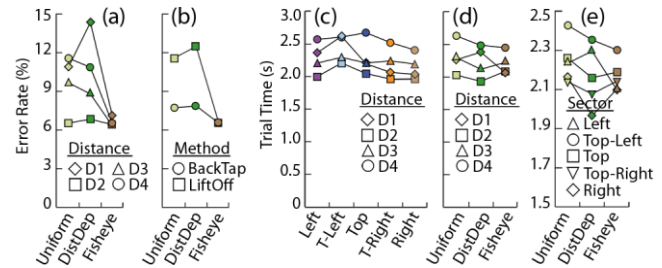 (a)
Error Rate (%)
15
12
9
6
3
0
Distance
D1 D3
D2 D4
Uniform
DistDep
Fisheye
(b)
Method
BackTap
LiftOff
Uniform
DistDep
Fisheye
(c)
Trial Time (s)
3.0
2.5
2.0
1.5
1.0
0.5
0
Distance
D1
D2
D3
D4
Left
T-Left
Top
T-Right
Right
(d)
Distance
D1
D2
D3
D4
Uniform
DistDep
Fisheye
(e)
2.5
2.3
2.1
1.9
1.7
1.5
Sector
Left
Top-Left
Top
Top-Right
Right
Uniform
DistDep
Fisheye